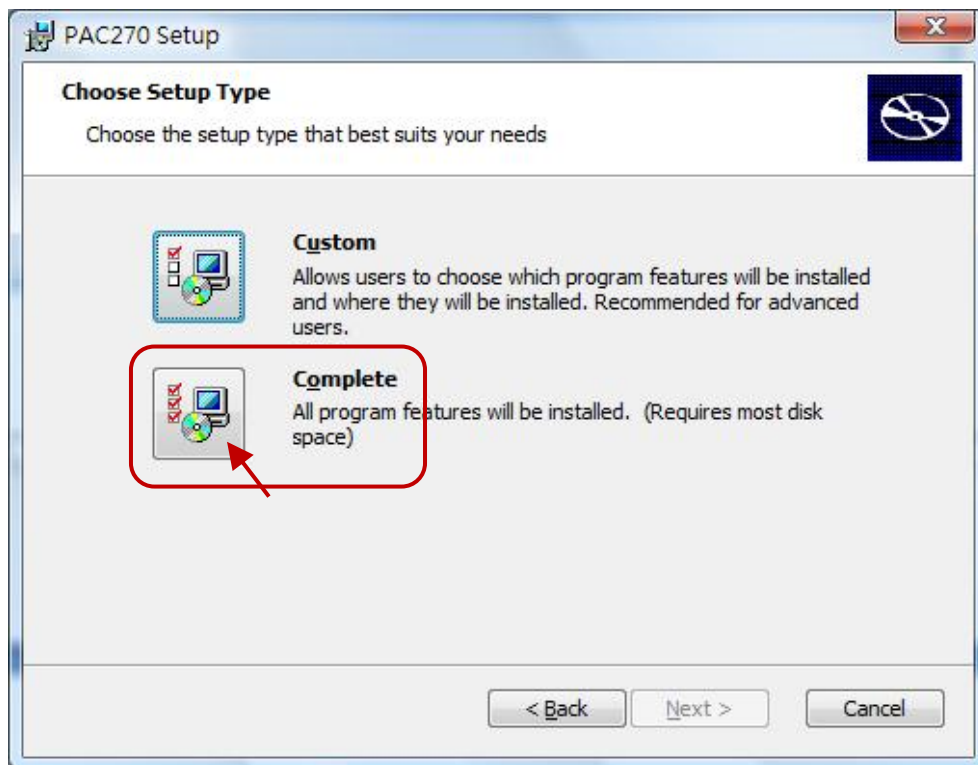 PAC270 Setup
Choose Setup Type
Choose the setup type that best suits your needs
Custom
Allows users to choose which program features will be installed
and where they will be installed. Recommended for advanced
users.
Complete
All program features will be installed. (Requires most disk
space)
< Back Next > Cancel